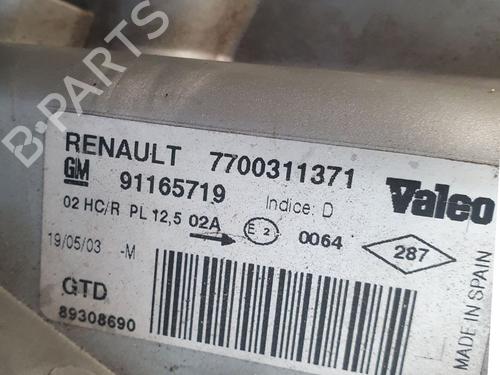 B-PARTS
RENAULT 7700311371
GM 91165719 Indice: D Valeo
02 HC/R PL 12,5 02A E 2 0064 287
19/05/03 -M
GTD
89308690
MADE IN SPAIN